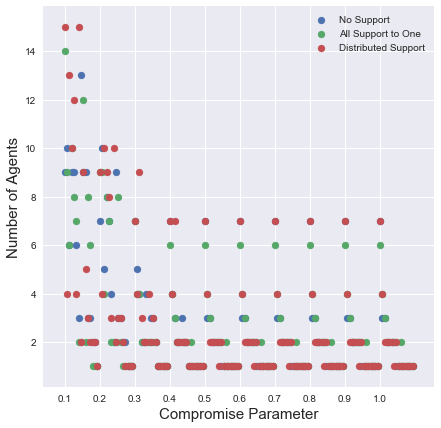 No Support
All Support to One
Distributed Support
14
12
10
8
6
4
2
Number of Agents
0.1 0.2 0.3 0.4 0.5 0.6 0.7 0.8 0.9 1.0
Compromise Parameter